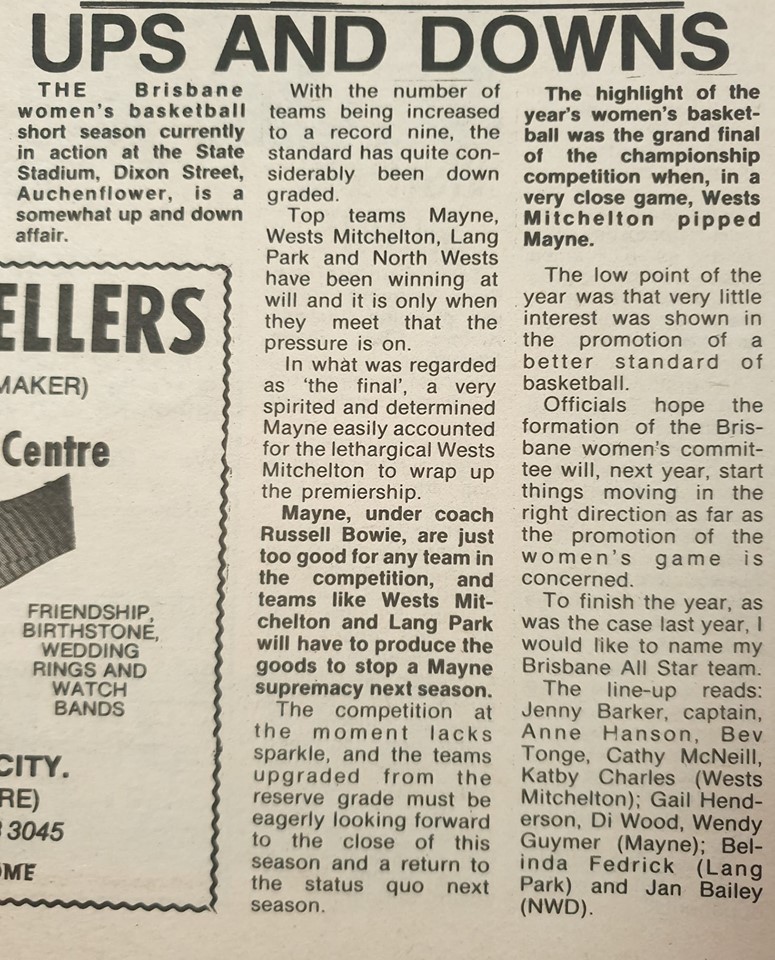 UPS AND DOWNS
THE Brisbane
women's basketball
short season currently
in action at the State
Stadium, Dixon Street,
Auchenflower, is a
somewhat up and down
affair.
ELLERS
MAKER)
Centre
FRIENDSHIP,
BIRTHSTONE,
WEDDING
RINGS AND
WATCH
BANDS
CITY.
RE)
3045
OME
With the number of
teams being increased
to a record nine, the
standard has quite con-
siderably been down
graded.
Top teams Mayne,
Wests Mitchelton, Lang
Park and North Wests
have been winning at
will and it is only when
they meet that the
pressure is on.
In what was regarded
as 'the final', a very
spirited and determined
Mayne easily accounted
for the lethargical Wests
Mitchelton to wrap up
the premiership.
Mayne, under coach
Russell Bowie, are just
too good for any team in
the competition, and
teams like Wests Mit-
chelton and Lang Park
will have to produce the
goods to stop a Mayne
supremacy next season.
The competition at
the moment lacks
sparkle, and the teams
upgraded from the
reserve grade must be
eagerly looking forward
to the close of this
season and a return to
the status quo next
season.
The highlight of the
year's women's basket-
ball was the grand final
of the championship
competition when, in a
very close game, Wests
Mitchelton pipped
Mayne.
The low point of the
year was that very little
interest was shown in
the promotion of a
better standard of
basketball.
Officials hope the
formation of the Bris-
bane women's commit-
tee will, next year, start
things moving in the
right direction as far as
the promotion of the
women's game is
concerned.
To finish the year, as
was the case last year, I
would like to name my
Brisbane All Star team.
The line-up reads:
Jenny Barker, captain,
Anne Hanson, Bev
Tonge, Cathy McNeill,
Katby Charles (Wests
Mitchelton); Gail Hend-
erson, Di Wood, Wendy
Guymer (Mayne); Bel-
inda Fedrick (Lang
Park) and Jan Bailey
(NWD).